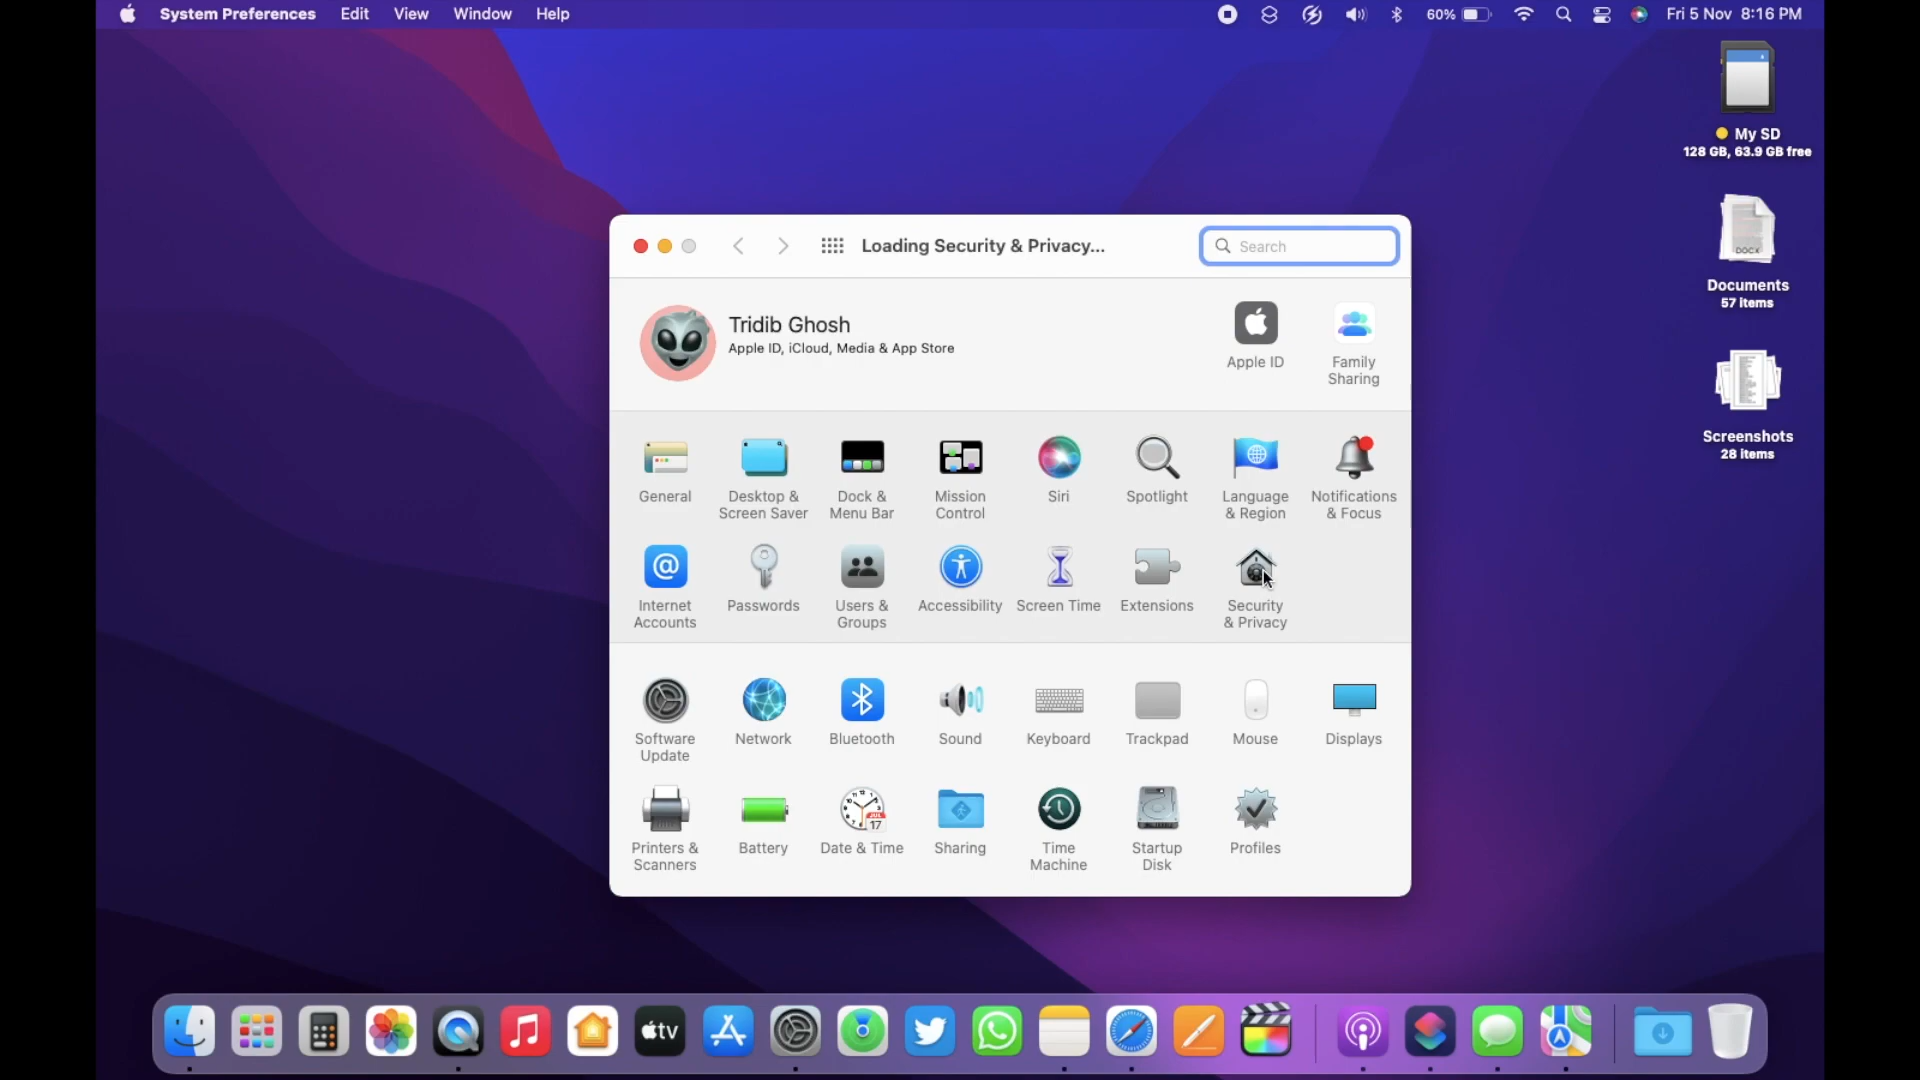 System Preferences Edit View Window Help
60% Fri 5 Nov 8:16 PM
My SD
128 GB, 63.9 GB free
DOCX
Documents
57 items
Screenshots
28 items
Loading Security & Privacy...
Search
Tridib Ghosh
Apple ID, iCloud, Media & App Store
Apple ID
Family
Sharing
General
Desktop &
Screen Saver
Dock &
Menu Bar
Mission
Control
Siri
Spotlight
Language
& Region
Notifications
& Focus
Internet
Accounts
Passwords
Users &
Groups
Accessibility
Screen Time
Extensions
Security
& Privacy
Software
Update
Network
Bluetooth
Sound
Keyboard
Trackpad
Mouse
Displays
Printers &
Scanners
Battery
JUL
17
Date & Time
Sharing
Time
Machine
Startup
Disk
Profiles
tv